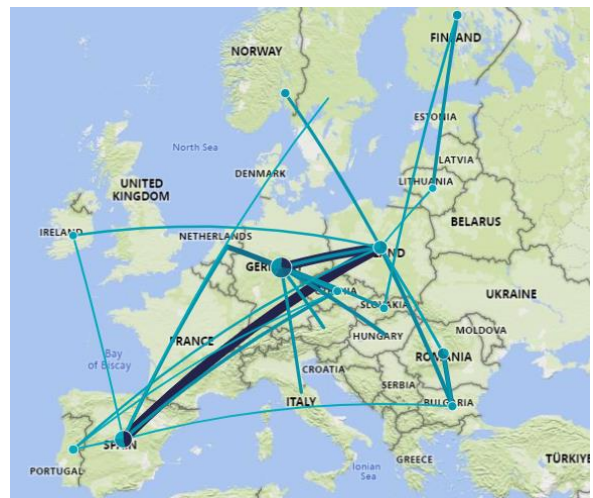 FINLAND
NORWAY
ESTONIA
North Sea
LATVIA
DENMARK
LITHUANIA
UNITED
KINGDOM
BELARUS
IRELAND
NETHERLANDS
UKRAINE
SLOVAKIA
FRANCE
HUNGARY
MOLDOVA
Bay
of Biscay
ROMANIA
CROATIA
SERBIA
ITALY
BULGARIA
SPAIN
PORTUGAL
GREECE
Ionian
Sea
TÜRKIYE